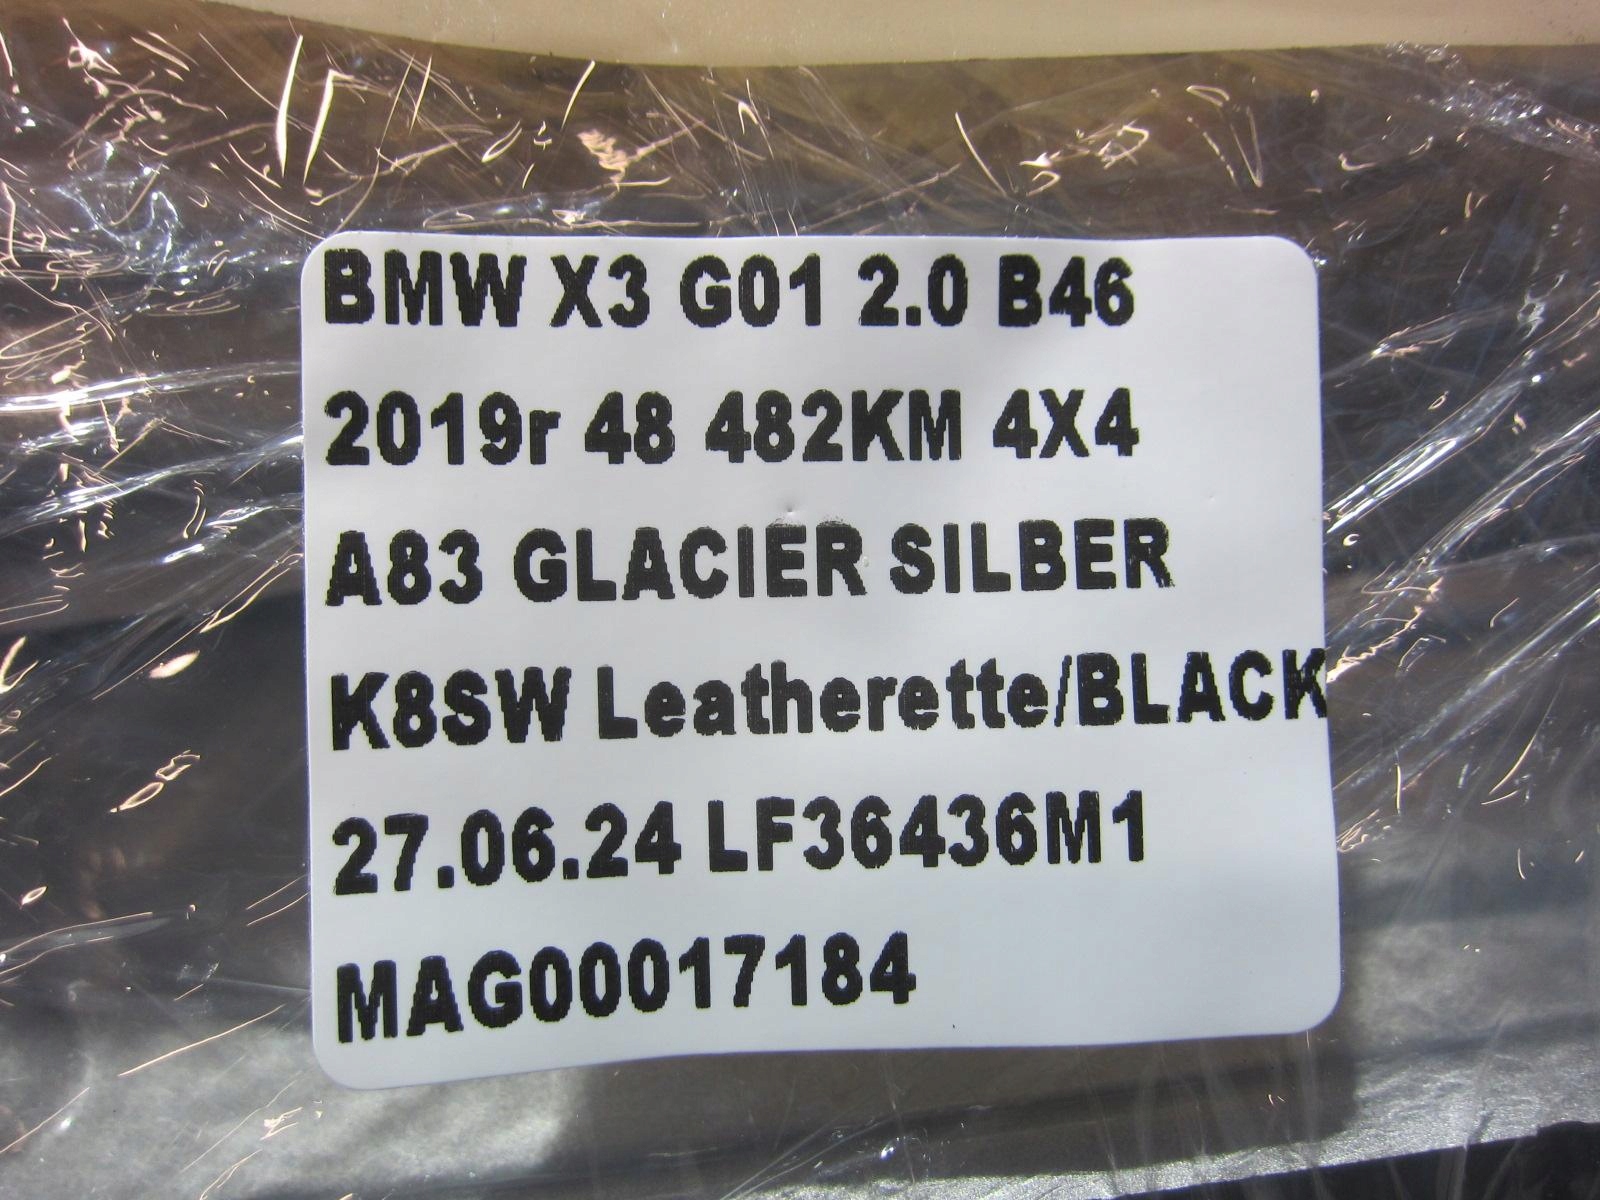 BMW X3 G01 2.0 B46
2019r 48 482KM 4X4
A83 GLACIER SILBER
K8SW Leatherette/BLACK
27.06.24 LF36436M1
MAG00017184